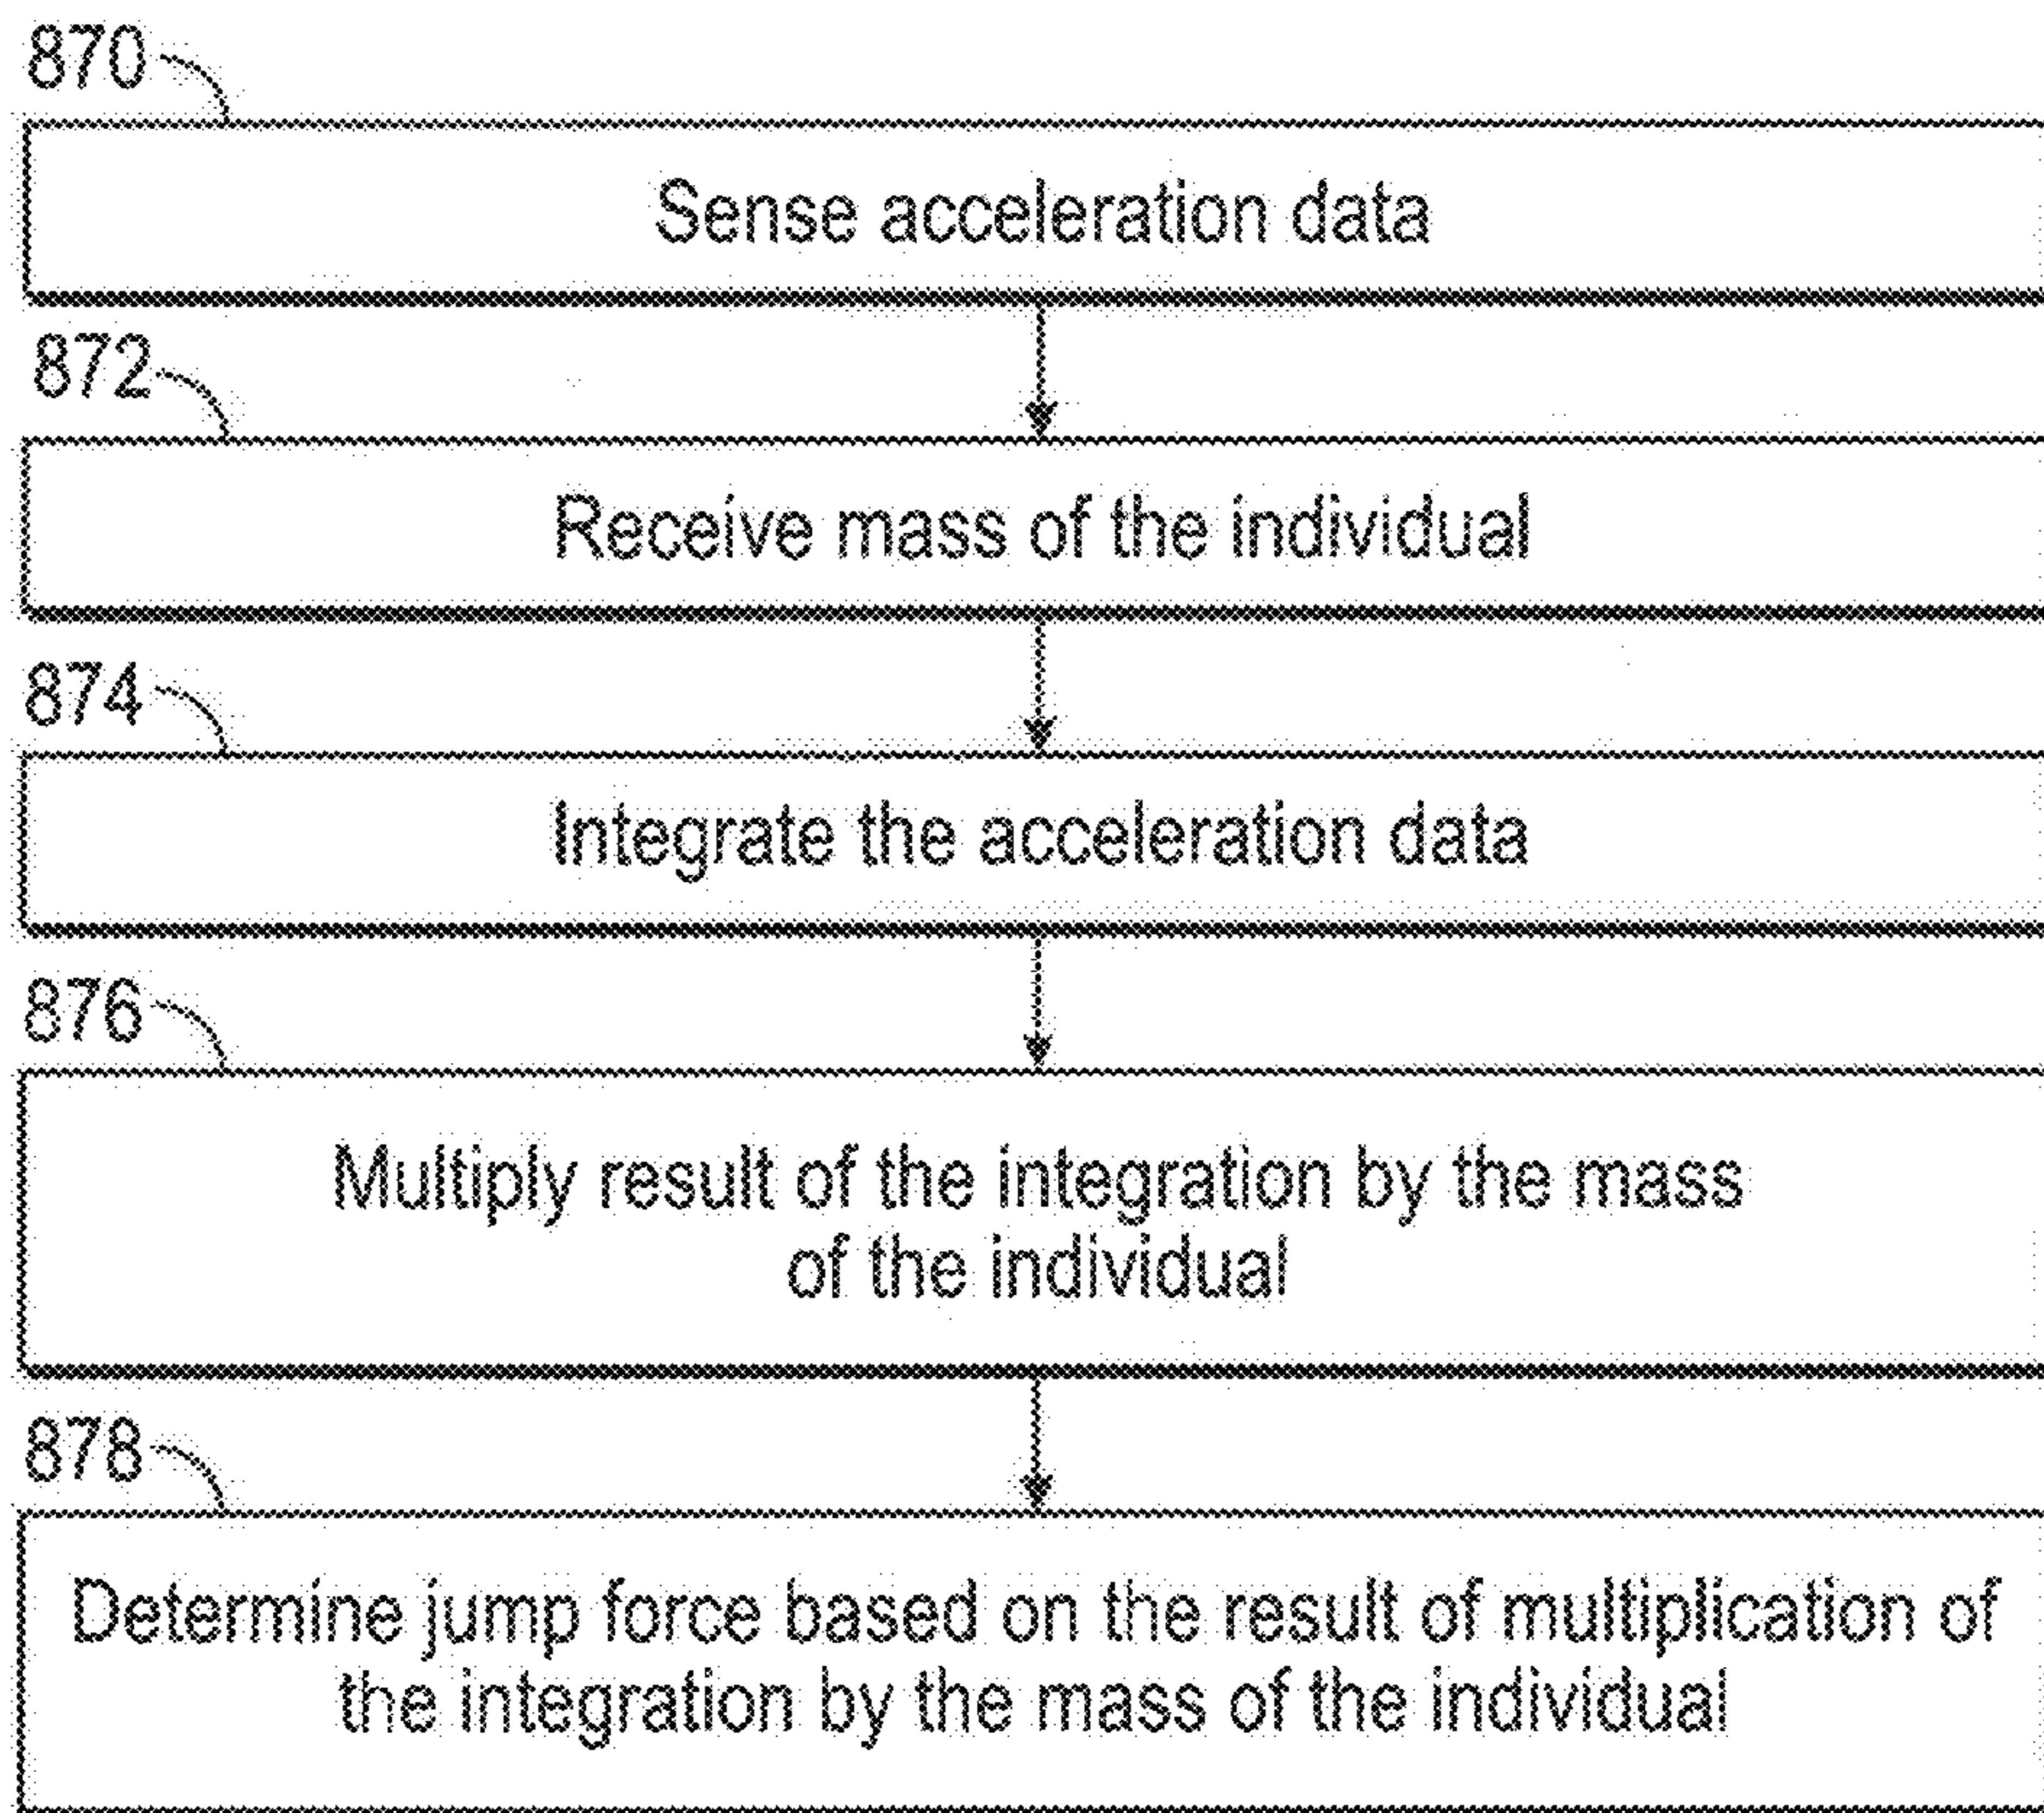 870
Sense acceleration data
872
Receive mass of the individual
874
Integrate the acceleration data
876
Multiply result of the integration by the mass
of the individual
878
Determine jump force based on the result of multiplication of
the integration by the mass of the individual